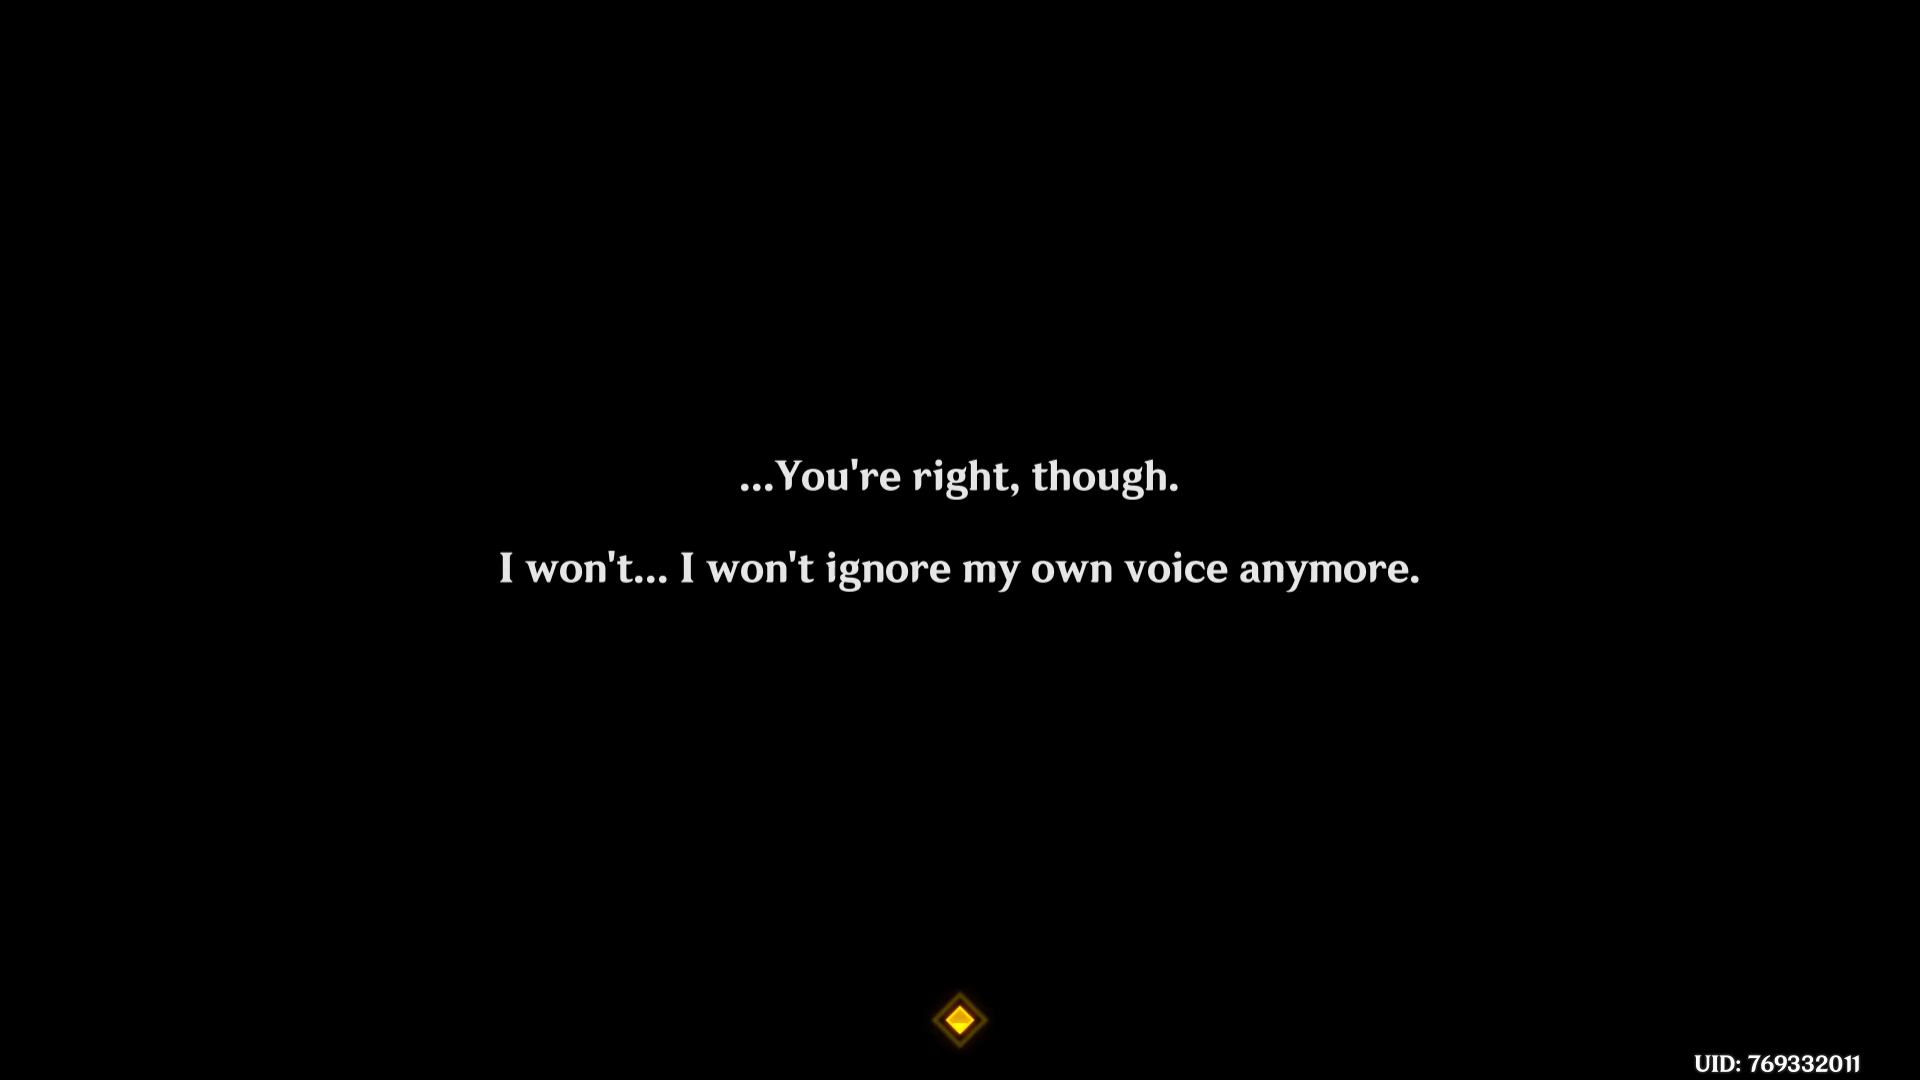 ...You're right, though.
I won't... I won't ignore my own voice anymore.
UID: 769332011